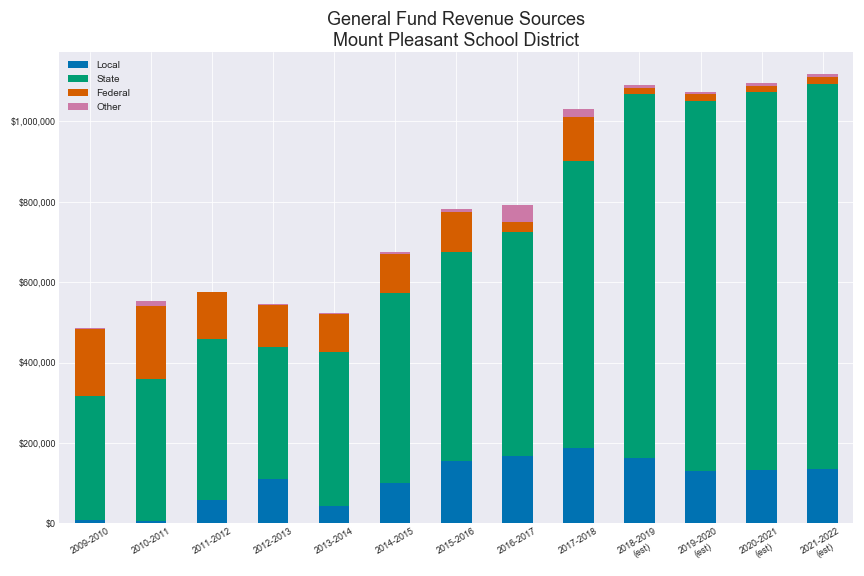 General Fund Revenue Sources
Mount Pleasant School District
Local
State
Federal
Other
$1,000,000
$800,000
$600,000
$400,000
$200,000
$0
2009-2010
2010-2011
2011-2012
2012-2013
2013-2014
2014-2015
2015-2016
2016-2017
2017-2018
2018-2019
(est)
2019-2020
(est)
2020-2021
(est)
2021-2022
(est)